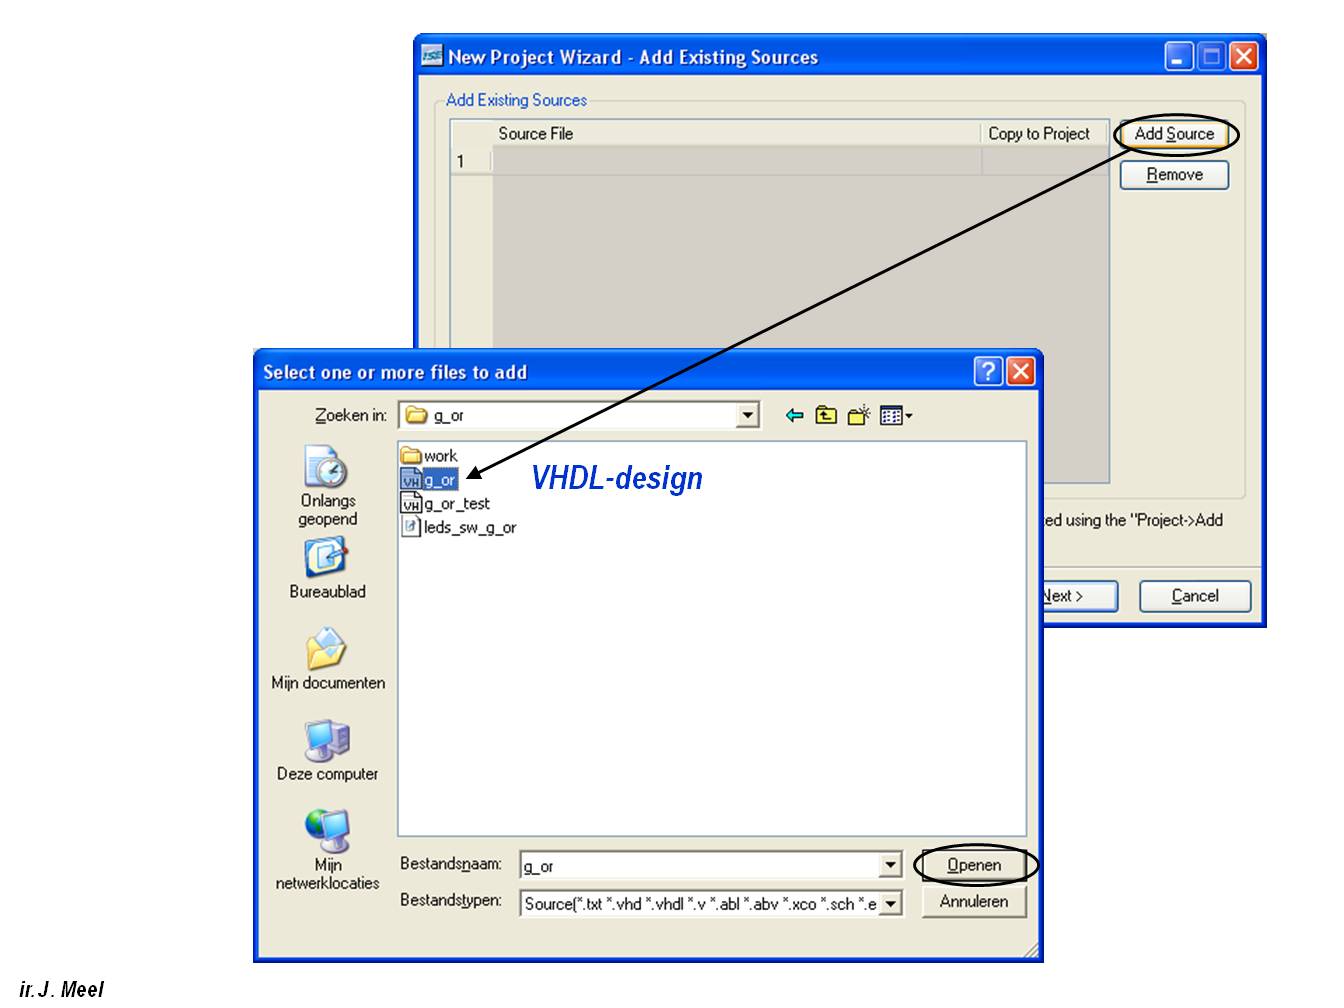 ISE New Project Wizard - Add Existing Sources
Add Existing Sources
Source File Copy to Project
1
Add Source
Remove
ed using the "Project->Add
Next >
Cancel
Select one or more files to add
Zoeken in: g_or
Onlangs
geopend
Bureaublad
Mijn documenten
Deze computer
Mijn
netwerklocaties
work
g_or
g_or_test
leds_sw_g_or
VHDL-design
Bestandsnaam: g_or
Openen
Bestandstypen: Source(*.txt *.vhd *.vhdl *.v *.abl *.abv *.xco *.sch *.e
Annuleren
ir.J. Meel